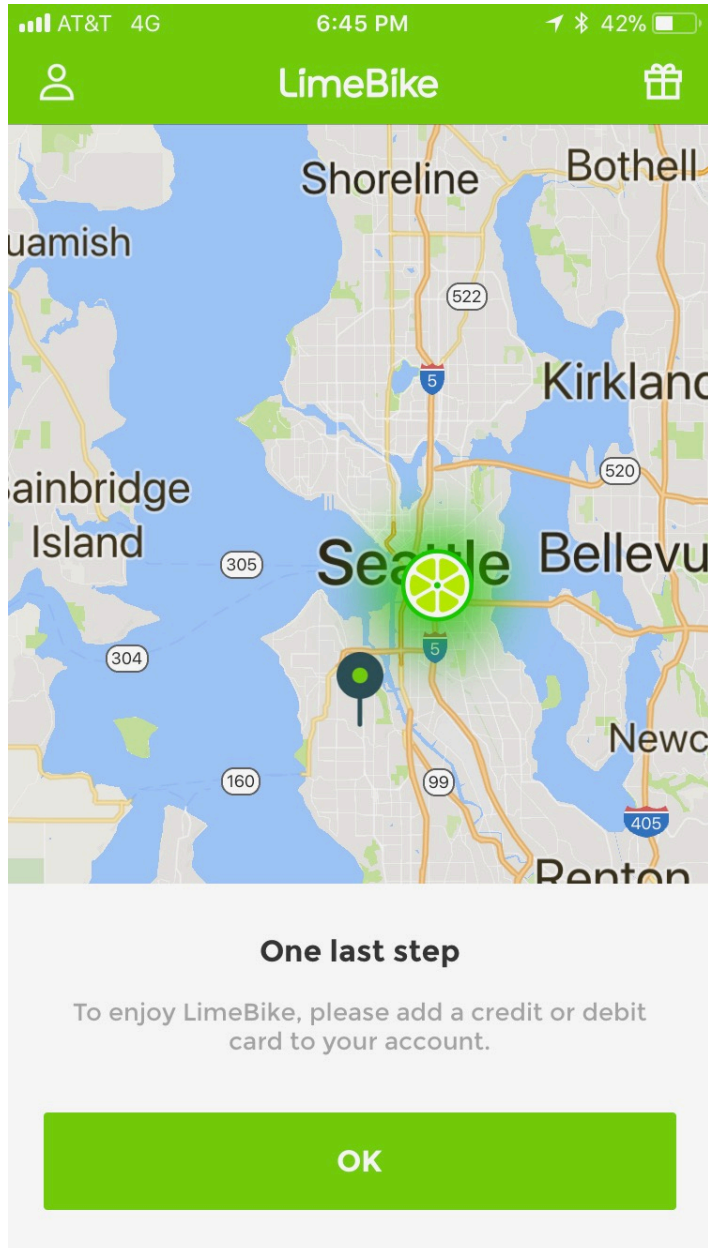 AT&T 4G 6:45 PM 42%
LimeBike
Shoreline
Bothell
uamish
522
5
Kirkland
520
ainbridge
Island
305
Seattle
Bellevu
5
304
Newc
160
99
405
Renton
One last step
To enjoy LimeBike, please add a credit or debit
card to your account.
OK